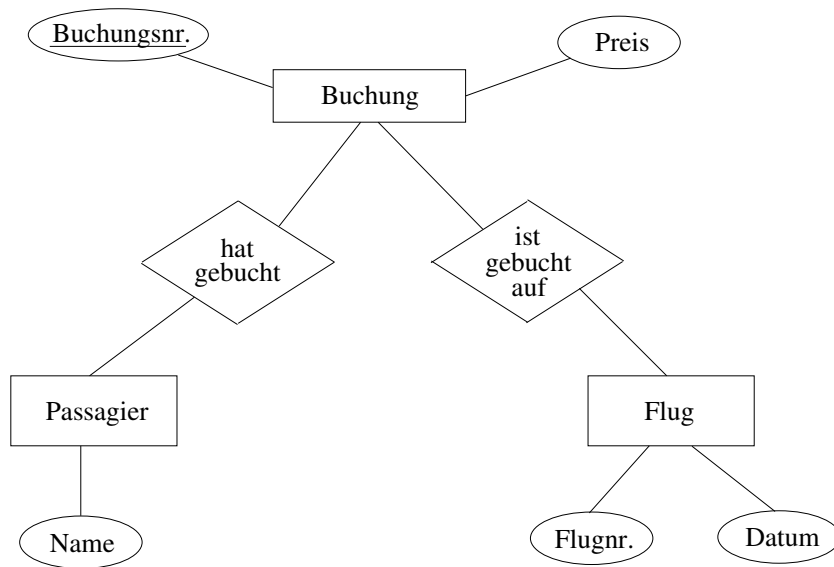 Buchungsnr.
Preis
Buchung
hat
gebucht
ist
gebucht
auf
Passagier
Flug
Name
Flugnr.
Datum